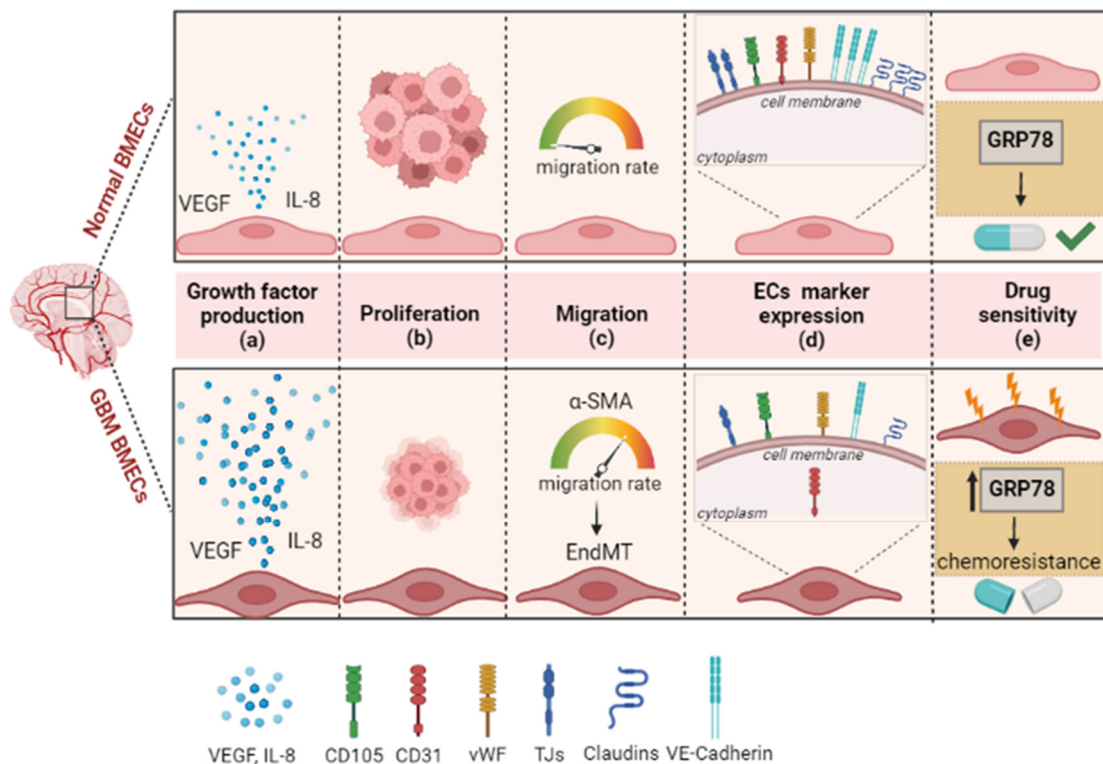 Normal BMECs
VEGF
IL-8
migration rate
cell membrane
cytoplasm
GRP78
Growth factor
production
(a)
Proliferation
(b)
Migration
(c)
ECs marker
expression
(d)
Drug
sensitivity
(e)
GBM BMECs
VEGF
IL-8
α-SMA
migration rate
EndMT
cell membrane
cytoplasm
GRP78
chemoresistance
VEGF, IL-8
CD105
CD31
vWF
TJs
Claudins
VE-Cadherin